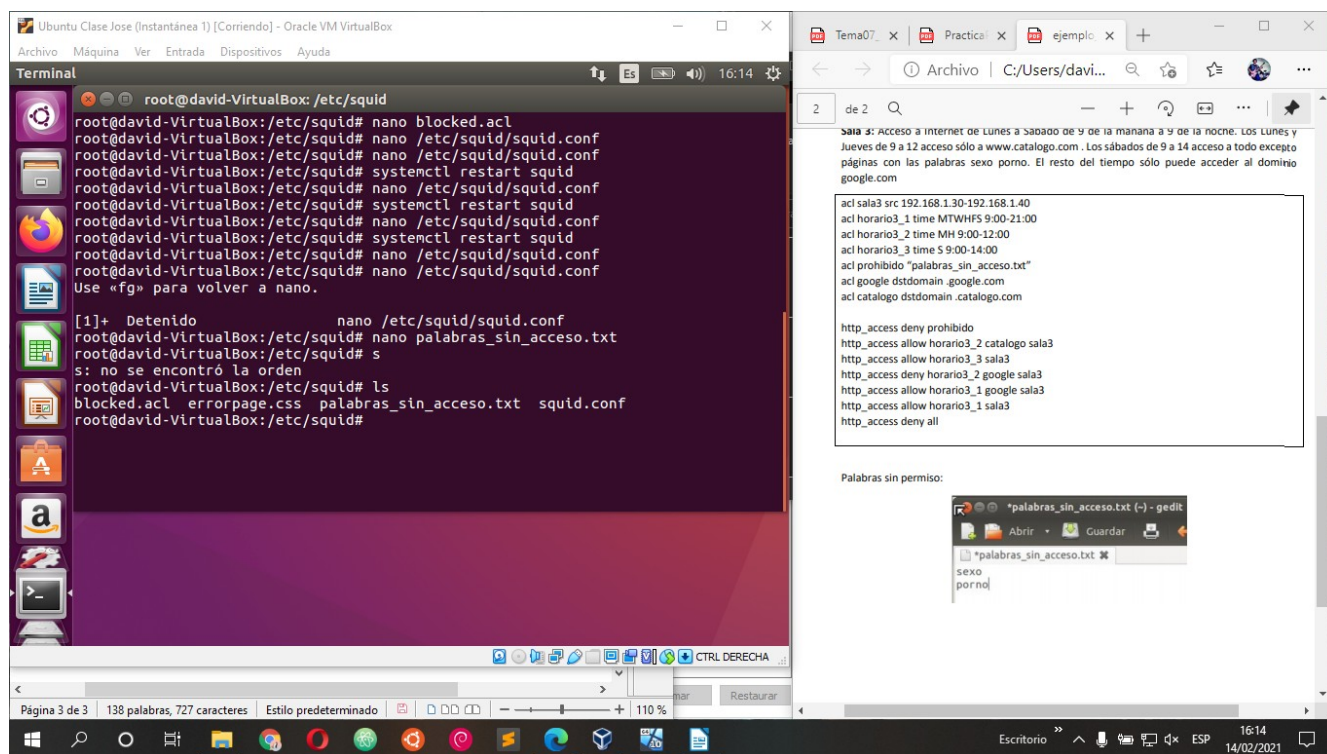 Ubuntu Clase Jose (Instantánea 1) [Corriendo] - Oracle VM VirtualBox
Archivo Máquina Ver Entrada Dispositivos Ayuda
Terminal
Es
16:14
root@david-VirtualBox: /etc/squid
root@david-VirtualBox:/etc/squid# nano blocked.acl
root@david-VirtualBox:/etc/squid# nano /etc/squid/squid.conf
root@david-VirtualBox:/etc/squid# nano /etc/squid/squid.conf
root@david-VirtualBox:/etc/squid# systemctl restart squid
root@david-VirtualBox:/etc/squid# nano /etc/squid/squid.conf
root@david-VirtualBox:/etc/squid# systemctl restart squid
root@david-VirtualBox:/etc/squid# nano /etc/squid/squid.conf
root@david-VirtualBox:/etc/squid# systemctl restart squid
root@david-VirtualBox:/etc/squid# nano /etc/squid/squid.conf
root@david-VirtualBox:/etc/squid# nano /etc/squid/squid.conf
Use «fg» para volver a nano.
[1]+ Detenido nano /etc/squid/squid.conf
root@david-VirtualBox:/etc/squid# nano palabras_sin_acceso.txt
root@david-VirtualBox:/etc/squid# s
s: no se encontró la orden
root@david-VirtualBox:/etc/squid# ls
blocked.acl errorpage.css palabras_sin_acceso.txt squid.conf
root@david-VirtualBox:/etc/squid#
CTRL DERECHA
Restaurar
Página 3 de 3 138 palabras, 727 caracteres Estilo predeterminado 110 %
Tema07_
Practica
ejemplo
Archivo C:/Users/davi...
2 de 2
Sala 3: Acceso a Internet de Lunes a Sábado de 9 de la mañana a 9 de la noche. Los Lunes y
Jueves de 9 a 12 acceso sólo a www.catalogo.com . Los sábados de 9 a 14 acceso a todo excepto
páginas con las palabras sexo porno. El resto del tiempo sólo puede acceder al dominio
google.com
acl sala3 src 192.168.1.30-192.168.1.40
acl horario3_1 time MTWHFS 9:00-21:00
acl horario3_2 time MH 9:00-12:00
acl horario3_3 time S 9:00-14:00
acl prohibido “palabras_sin_acceso.txt”
acl google dstdomain .google.com
acl catalogo dstdomain .catalogo.com
http_access deny prohibido
http_access allow horario3_2 catalogo sala3
http_access allow horario3_3 sala3
http_access deny horario3_2 google sala3
http_access allow horario3_1 google sala3
http_access allow horario3_1 sala3
http_access deny all
Palabras sin permiso:
*palabras_sin_acceso.txt (~) - gedit
Abrir Guardar
*palabras_sin_acceso.txt
sexo
porno
Escritorio
ESP
16:14
14/02/2021